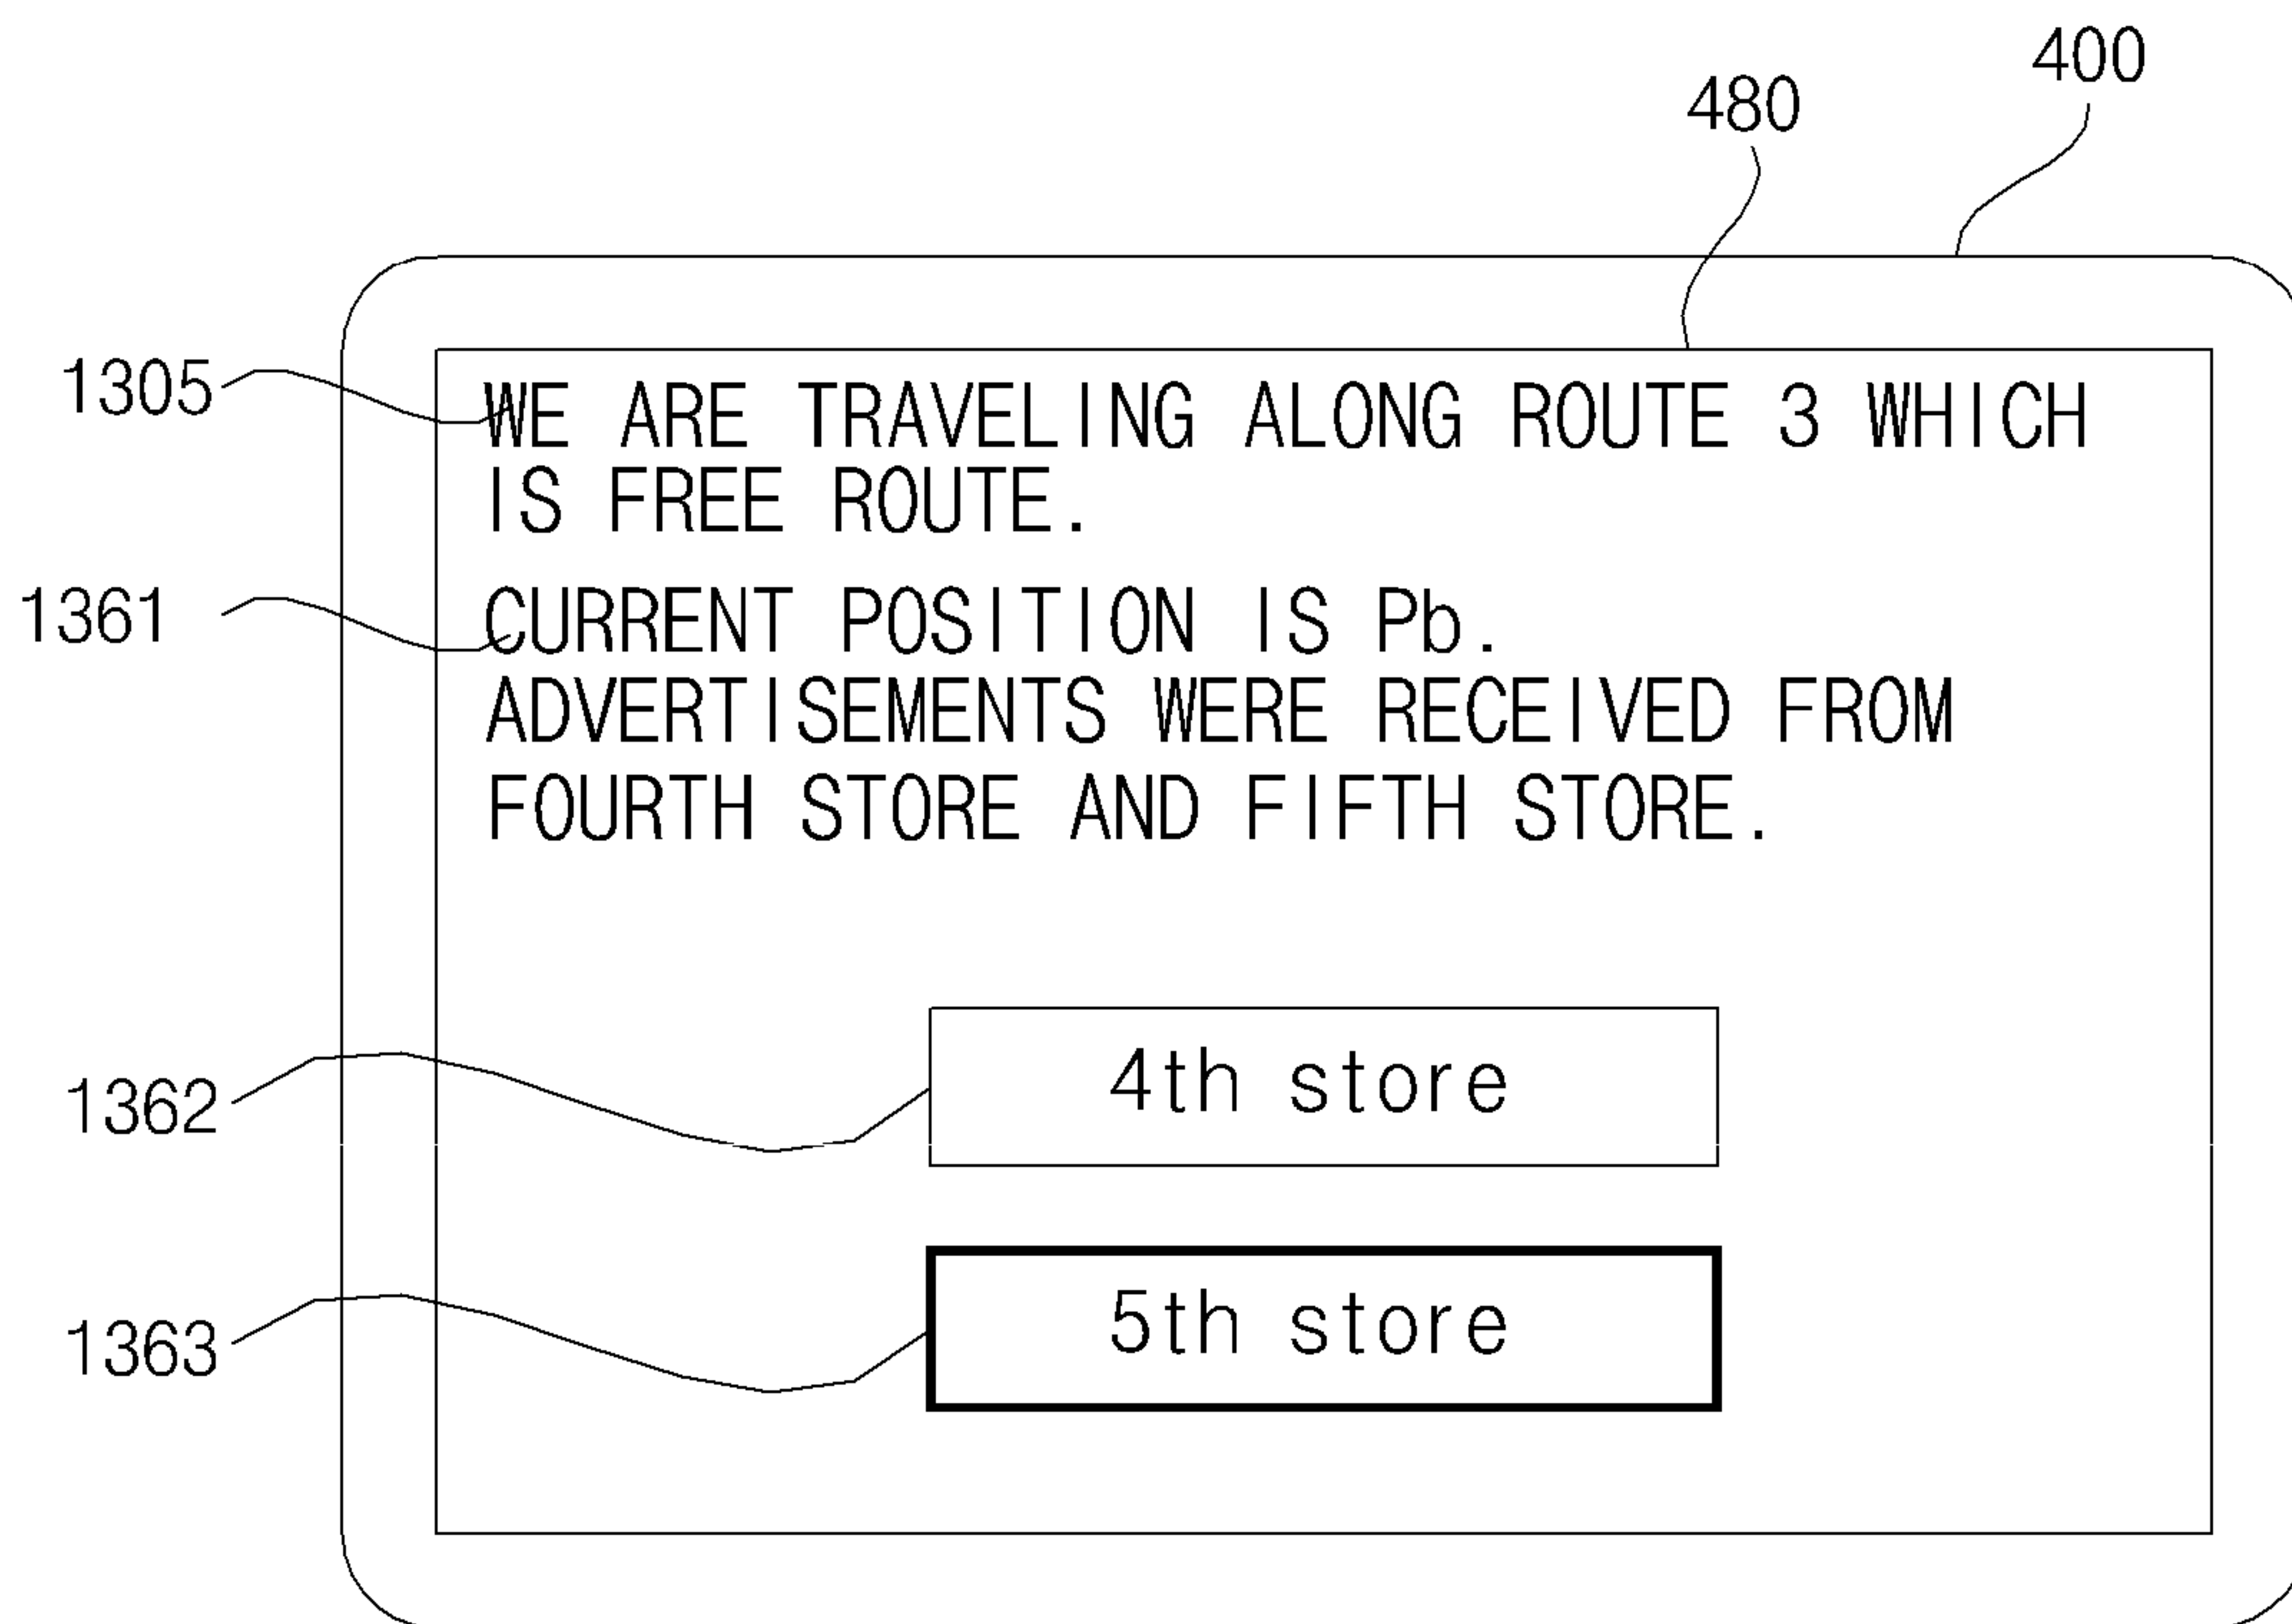 400
480
1305
WE ARE TRAVELING ALONG ROUTE 3 WHICH
IS FREE ROUTE.
1361
CURRENT POSITION IS Pb.
ADVERTISEMENTS WERE RECEIVED FROM
FOURTH STORE AND FIFTH STORE.
1362
4th store
1363
5th store